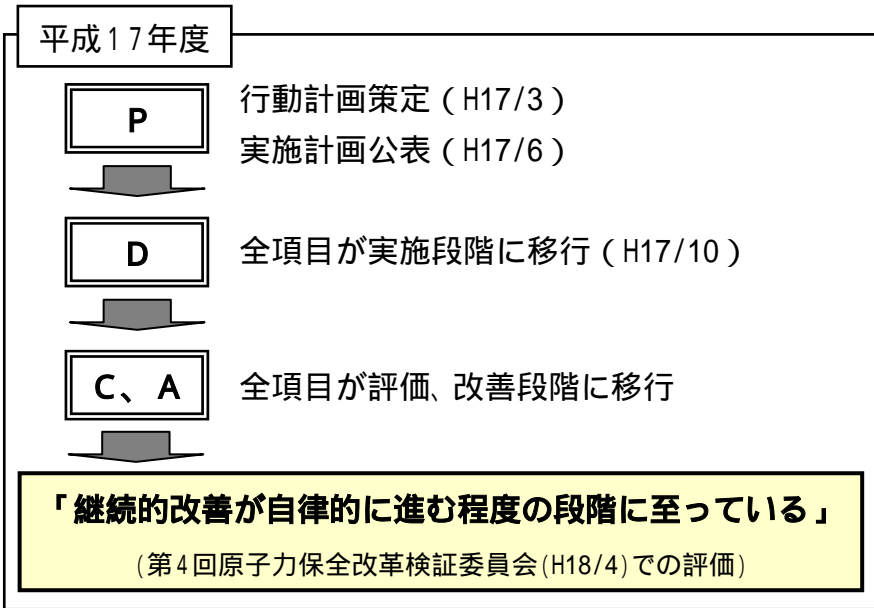 平成17年度
P
行動計画策定（H17/3）
実施計画公表（H17/6）
D
全項目が実施段階に移行（H17/10）
C、A
全項目が評価、改善段階に移行
「継続的改善が自律的に進む程度の段階に至っている」
(第4回原子力保全改革検証委員会(H18/4)での評価)